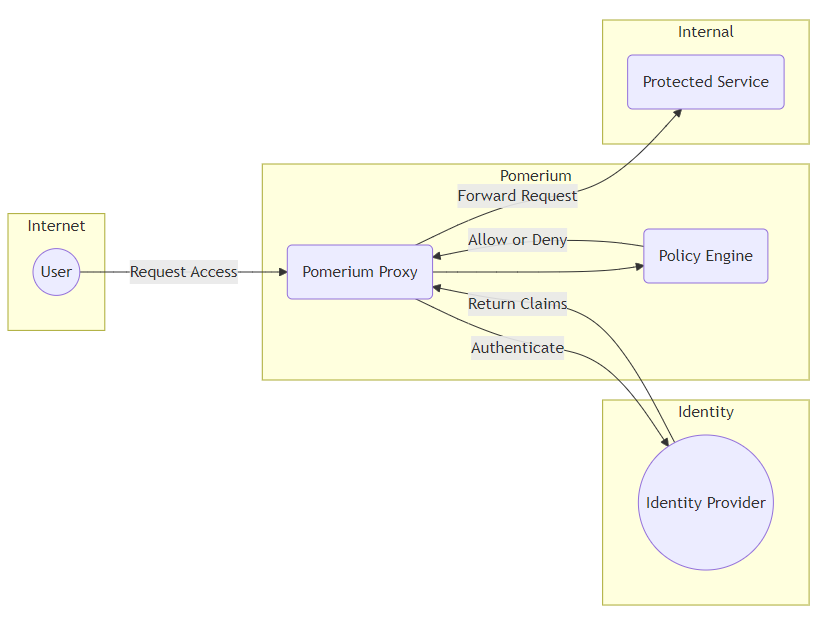 Internal
Protected Service
Pomerium
Forward Request
Internet
User
Request Access
Pomerium Proxy
Allow or Deny
Policy Engine
Return Claims
Authenticate
Identity
Identity Provider